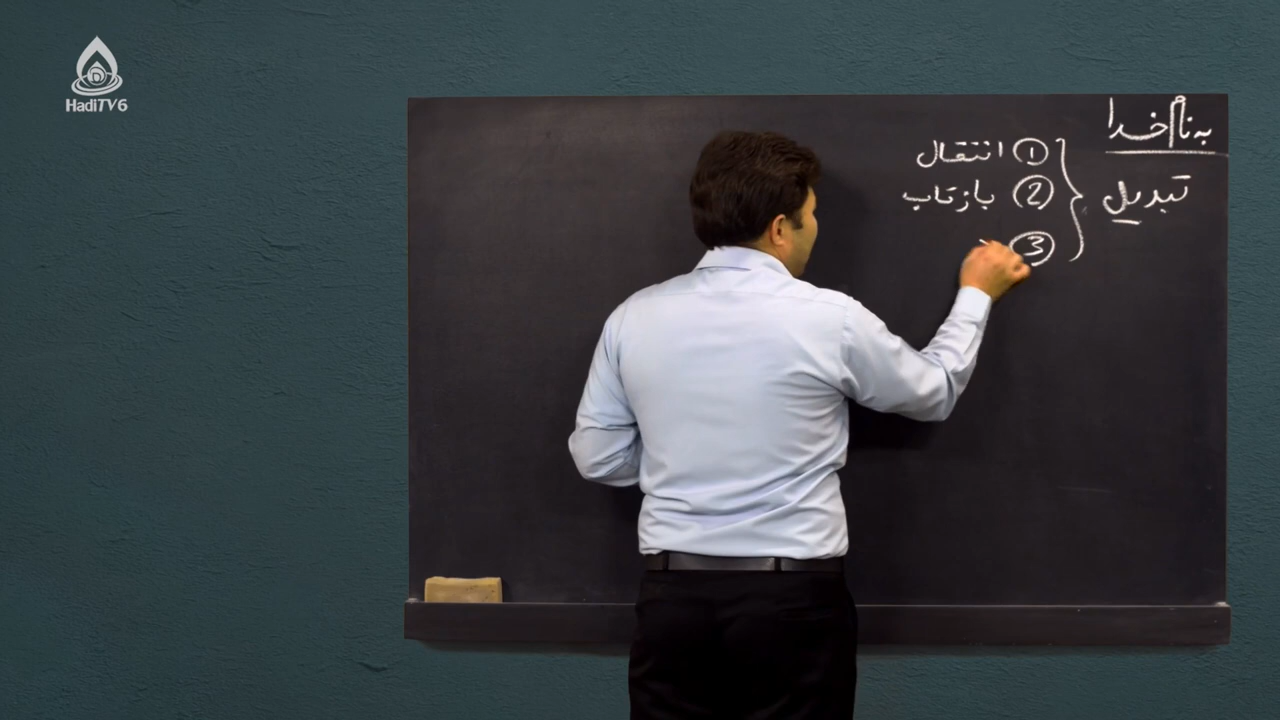 HadiTV6
به نام خدا
تبدیل
① انتقال
② بازتاب
③